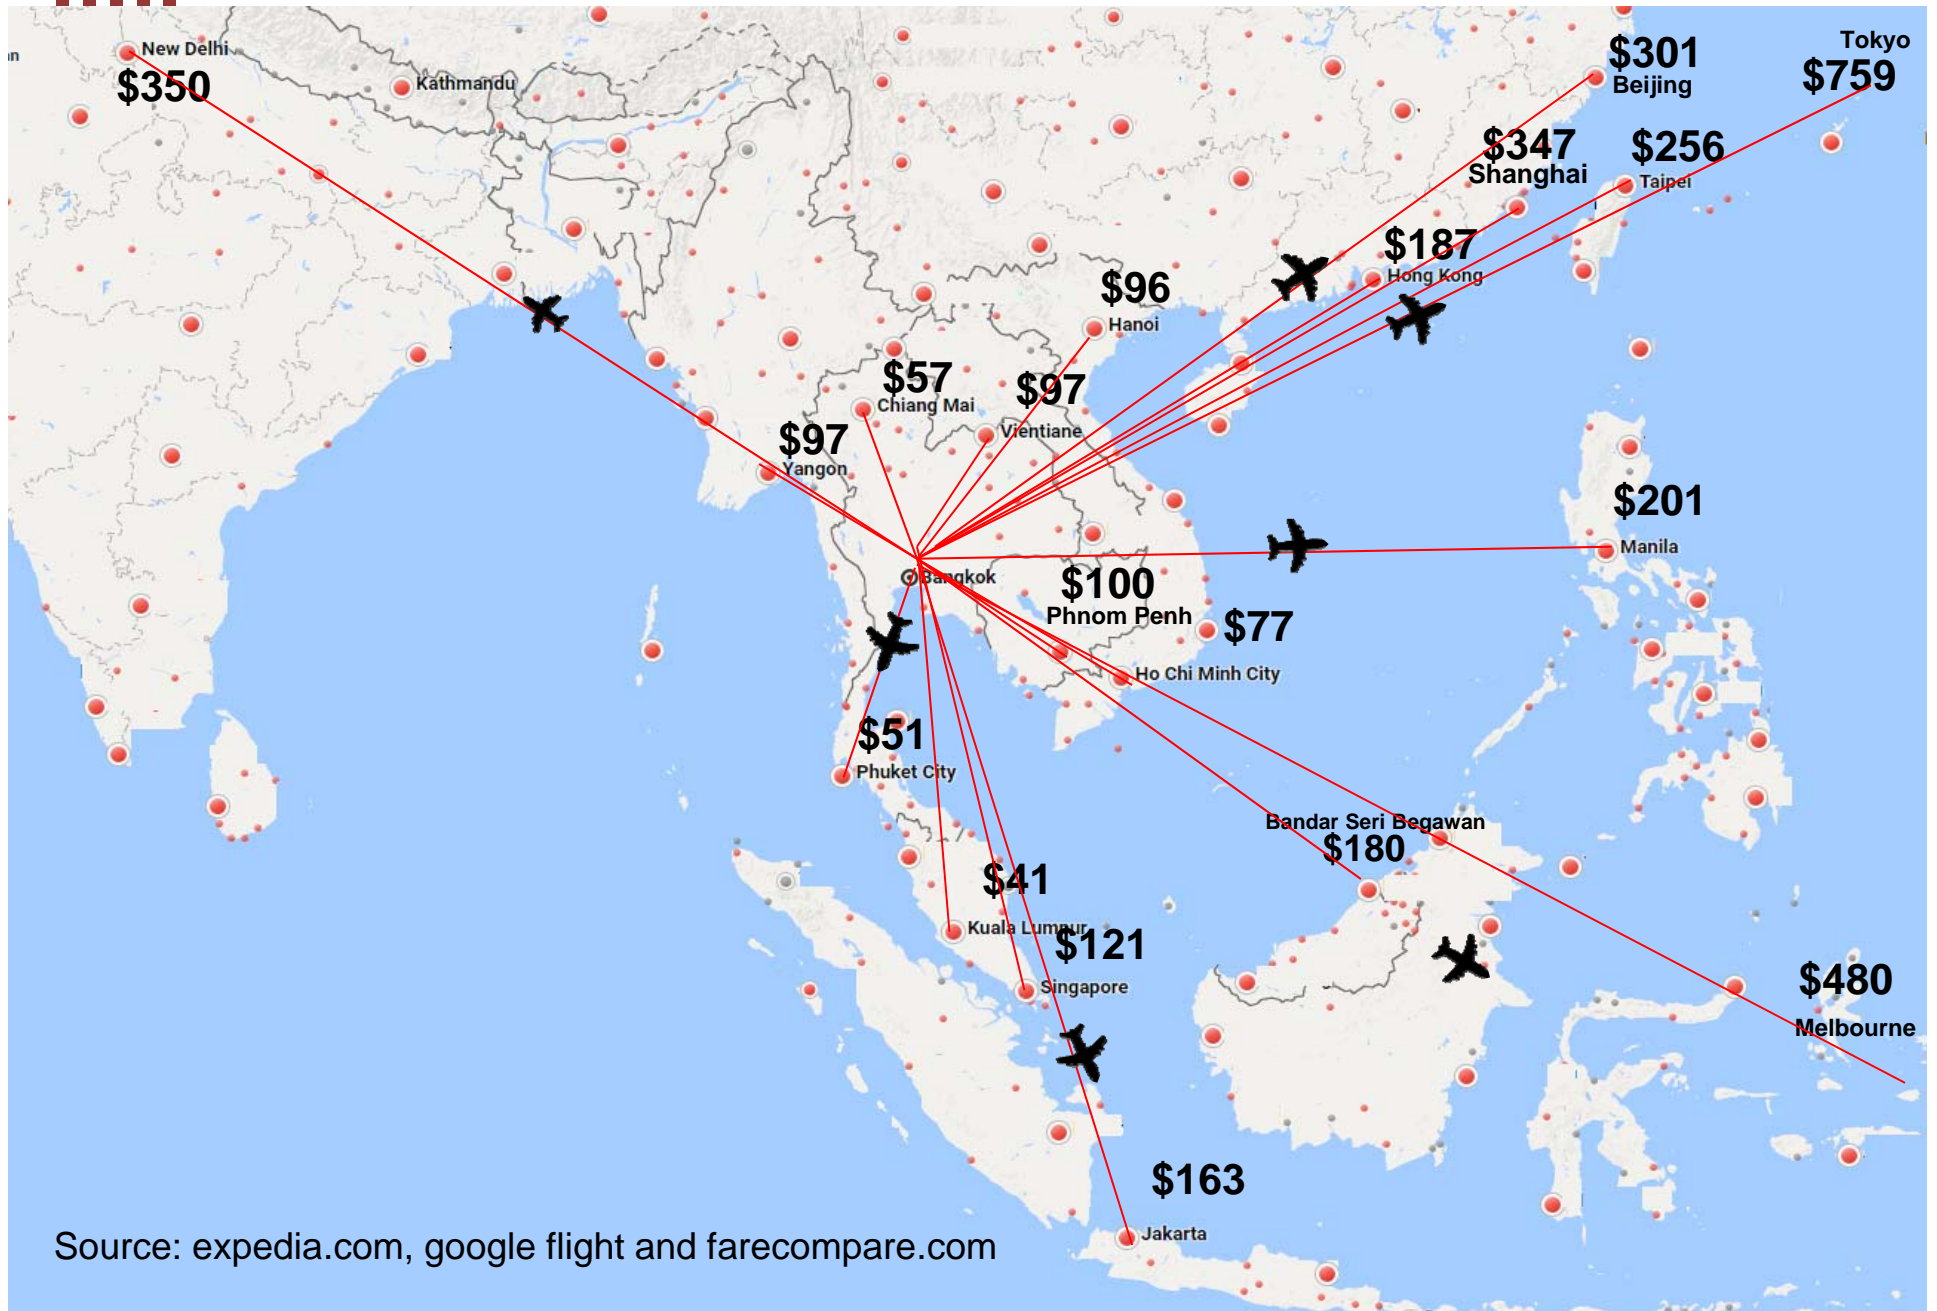 New Delhi
$350
Kathmandu
$301
Beijing
Tokyo
$759
$347
Shanghai
$256
Taipei
$187
Hong Kong
$96
Hanoi
$57
Chiang Mai
$97
Vientiane
$97
Yangon
$201
Manila
Bangkok
$100
Phnom Penh
$77
Ho Chi Minh City
$51
Phuket City
Bandar Seri Begawan
$180
$41
Kuala Lumpur
$121
Singapore
$480
Melbourne
$163
Jakarta
Source: expedia.com, google flight and farecompare.com